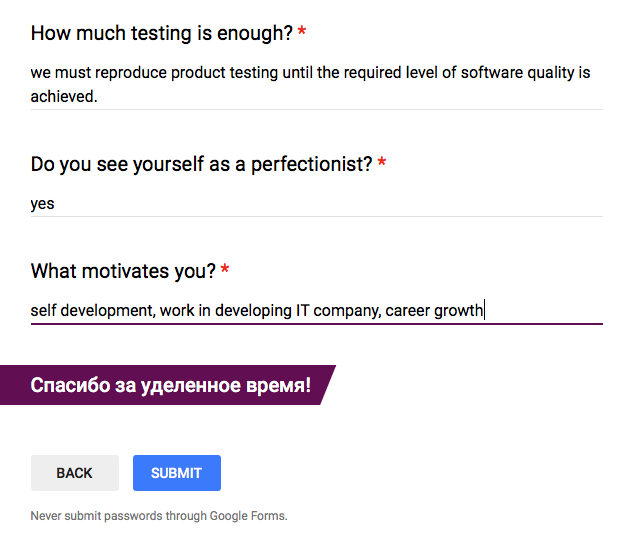 How much testing is enough? *
we must reproduce product testing until the required level of software quality is
achieved.
Do you see yourself as a perfectionist? *
yes
What motivates you? *
self development, work in developing IT company, career growth
Спасибо за уделенное время!
BACK SUBMIT
Never submit passwords through Google Forms.